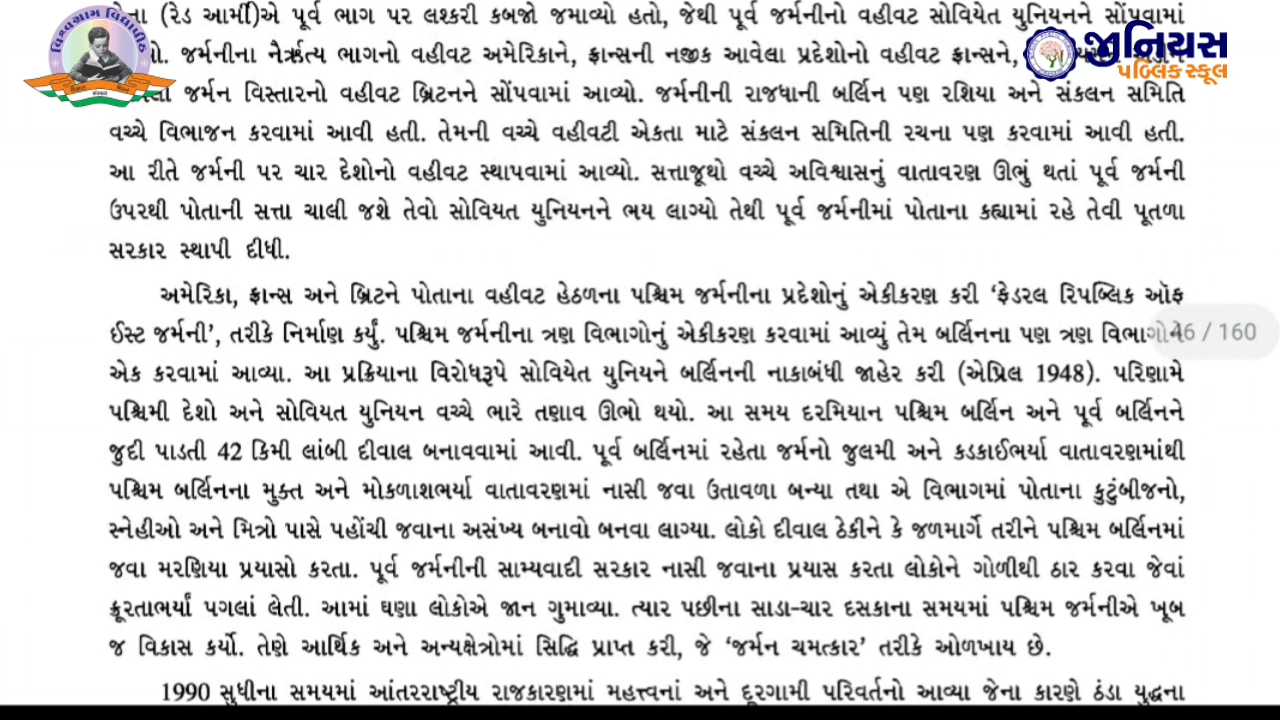 (રેડ આર્મી)એ પૂર્વ ભાગ પર લશ્કરી કબજો જમાવ્યો હતો, જેથી પૂર્વ જર્મનીનો વહીવટ સોવિયેત યુનિયનને સોંપવામાં
જર્મનીના નૈર્ઋત્ય ભાગનો વહીવટ અમેરિકાને, ફ્રાન્સની નજીક આવેલા પ્રદેશોનો વહીવટ ફ્રાન્સને,
જર્મન વિસ્તારનો વહીવટ બ્રિટનને સોંપવામાં આવ્યો. જર્મનીની રાજધાની બર્લિન પણ રશિયા અને સંકલન સમિતિ
વચ્ચે વિભાજન કરવામાં આવી હતી. તેમની વચ્ચે વહીવટી એકતા માટે સંકલન સમિતિની રચના પણ કરવામાં આવી હતી.
આ રીતે જર્મની પર ચાર દેશોનો વહીવટ સ્થાપવામાં આવ્યો. સત્તાજૂથો વચ્ચે અવિશ્વાસનું વાતાવરણ ઊભું થતાં પૂર્વ જર્મની
ઉપરથી પોતાની સત્તા ચાલી જશે તેવો સોવિયત યુનિયનને ભય લાગ્યો તેથી પૂર્વ જર્મનીમાં પોતાના કહ્યામાં રહે તેવી પૂતળા
સરકાર સ્થાપી દીધી.
અમેરિકા, ફ્રાન્સ અને બ્રિટને પોતાના વહીવટ હેઠળના પશ્ચિમ જર્મનીના પ્રદેશોનું એકીકરણ કરી ‘ફેડરલ રિપબ્લિક ઑફ
ઈસ્ટ જર્મની’, તરીકે નિર્માણ કર્યું. પશ્ચિમ જર્મનીના ત્રણ વિભાગોનું એકીકરણ કરવામાં આવ્યું તેમ બર્લિનના પણ ત્રણ વિભાગોને
એક કરવામાં આવ્યા. આ પ્રક્રિયાના વિરોધરૂપે સોવિયેત યુનિયને બર્લિનની નાકાબંધી જાહેર કરી (એપ્રિલ 1948). પરિણામે
પશ્ચિમી દેશો અને સોવિયત યુનિયન વચ્ચે ભારે તણાવ ઊભો થયો. આ સમય દરમિયાન પશ્ચિમ બર્લિન અને પૂર્વ બર્લિનને
જુદી પાડતી 42 કિમી લાંબી દીવાલ બનાવવામાં આવી. પૂર્વ બર્લિનમાં રહેતા જર્મનો જુલમી અને કડકાઈભર્યા વાતાવરણમાંથી
પશ્ચિમ બર્લિનના મુક્ત અને મોકળાશભર્યા વાતાવરણમાં નાસી જવા ઉતાવળા બન્યા તથા એ વિભાગમાં પોતાના કુટુંબીજનો,
સ્નેહીઓ અને મિત્રો પાસે પહોંચી જવાના અસંખ્ય બનાવો બનવા લાગ્યા. લોકો દીવાલ ઠેકીને કે જળમાર્ગે તરીને પશ્ચિમ બર્લિનમાં
જવા મરણિયા પ્રયાસો કરતા. પૂર્વ જર્મનીની સામ્યવાદી સરકાર નાસી જવાના પ્રયાસ કરતા લોકોને ગોળીથી ઠાર કરવા જેવાં
ક્રૂરતાભર્યાં પગલાં લેતી. આમાં ઘણા લોકોએ જાન ગુમાવ્યા. ત્યાર પછીના સાડા-ચાર દસકાના સમયમાં પશ્ચિમ જર્મનીએ ખૂબ
જ વિકાસ કર્યો. તેણે આર્થિક અને અન્યક્ષેત્રોમાં સિદ્ધિ પ્રાપ્ત કરી, જે ‘જર્મન ચમત્કાર’ તરીકે ઓળખાય છે.
1990 સુધીના સમયમાં આંતરરાષ્ટ્રીય રાજકારણમાં મહત્ત્વનાં અને દૂરગામી પરિવર્તનો આવ્યા જેના કારણે ઠંડા યુદ્ધના
વિશ્વગ્રામ વિદ્યાપીઠ
જીનિયસ
પબ્લિક સ્કૂલ
46 / 160